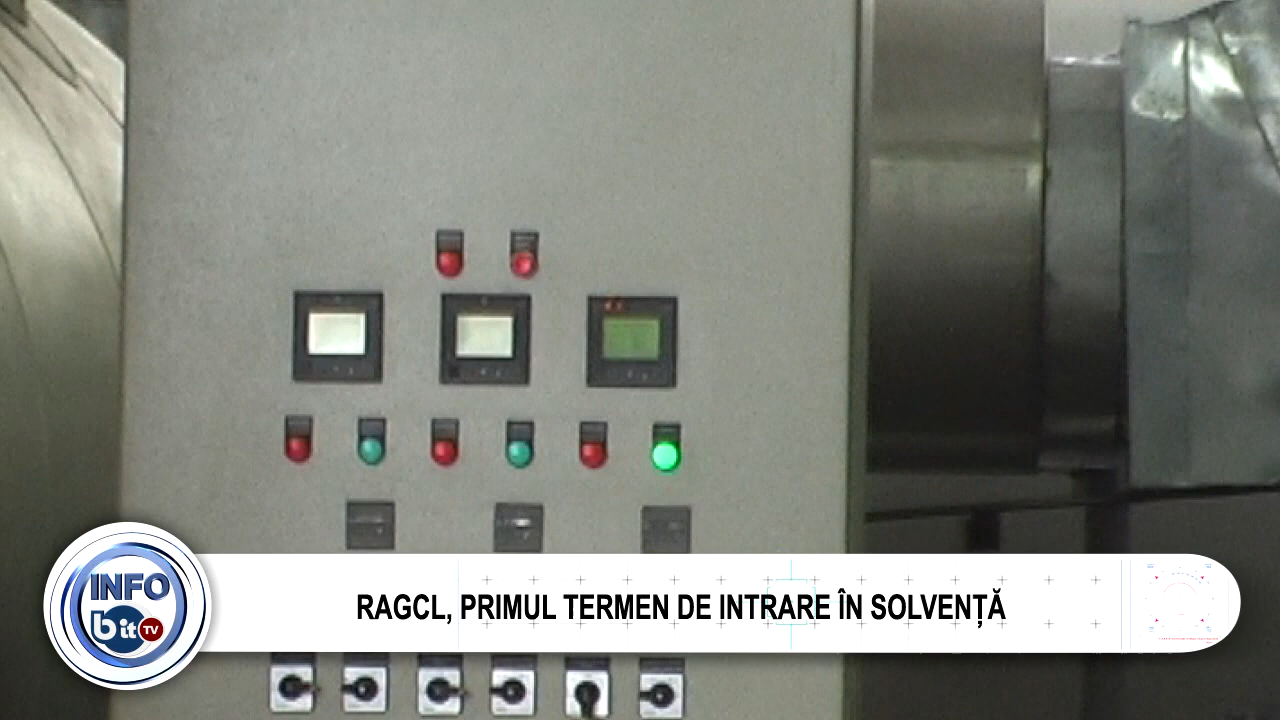 INFO
bit TV
RAGCL, PRIMUL TERMEN DE INTRARE ÎN SOLVENȚĂ